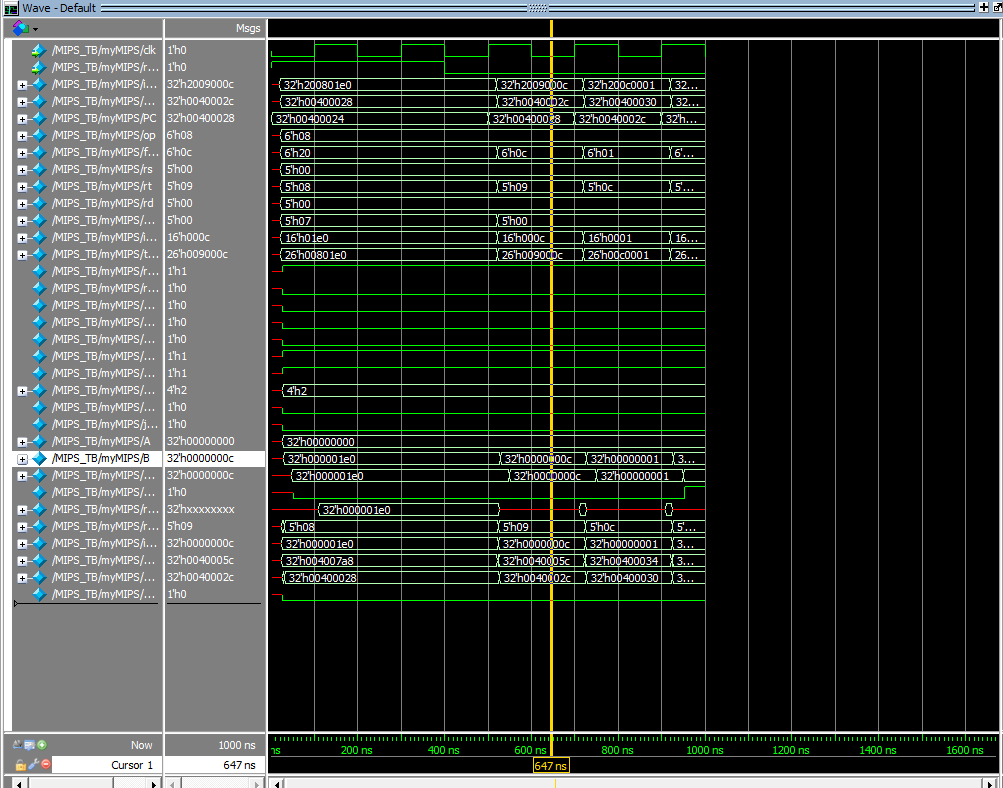 Wave - Default
Msgs
/MIPS_TB/myMIPS/clk 1'h0
/MIPS_TB/myMIPS/r... 1'h0
/MIPS_TB/myMIPS/i... 32'h2009000c 32'h200801e0 32'h2009000c 32'h200c0001 32...
/MIPS_TB/myMIPS/... 32'h0040002c 32'h00400028 32'h0040002c 32'h00400030 32...
/MIPS_TB/myMIPS/PC 32'h00400028 32'h00400024 32'h00400028 32'h0040002c 32'h...
/MIPS_TB/myMIPS/op 6'h08 6'h08
/MIPS_TB/myMIPS/f... 6'h0c 6'h20 6'h0c 6'h01 6'...
/MIPS_TB/myMIPS/rs 5'h00 5'h00
/MIPS_TB/myMIPS/rt 5'h09 5'h08 5'h09 5'h0c 5'...
/MIPS_TB/myMIPS/rd 5'h00 5'h00
/MIPS_TB/myMIPS/... 5'h00 5'h07 5'h00
/MIPS_TB/myMIPS/i... 16'h000c 16'h01e0 16'h000c 16'h0001 16...
/MIPS_TB/myMIPS/t... 26'h009000c 26'h00801e0 26'h009000c 26'h00c0001 26...
/MIPS_TB/myMIPS/r... 1'h1
/MIPS_TB/myMIPS/r... 1'h0
/MIPS_TB/myMIPS/... 1'h0
/MIPS_TB/myMIPS/... 1'h0
/MIPS_TB/myMIPS/... 1'h0
/MIPS_TB/myMIPS/... 1'h1
/MIPS_TB/myMIPS/... 1'h1
/MIPS_TB/myMIPS/... 4'h2 4'h2
/MIPS_TB/myMIPS/... 1'h0
/MIPS_TB/myMIPS/j... 1'h0
/MIPS_TB/myMIPS/A 32'h00000000 32'h00000000
/MIPS_TB/myMIPS/B 32'h0000000c 32'h000001e0 32'h0000000c 32'h00000001 3...
/MIPS_TB/myMIPS/... 32'h0000000c 32'h000001e0 32'h0000000c 32'h00000001
/MIPS_TB/myMIPS/... 1'h0
/MIPS_TB/myMIPS/r... 32'hxxxxxxxx 32'h000001e0
/MIPS_TB/myMIPS/r... 5'h09 5'h08 5'h09 5'h0c 5'...
/MIPS_TB/myMIPS/i... 32'h0000000c 32'h000001e0 32'h0000000c 32'h00000001 3...
/MIPS_TB/myMIPS/... 32'h0040005c 32'h004007a8 32'h0040005c 32'h00400034 3...
/MIPS_TB/myMIPS/... 32'h0040002c 32'h00400028 32'h0040002c 32'h00400030 3...
/MIPS_TB/myMIPS/... 1'h0
Now 1000 ns ns 200 ns 400 ns 600 ns 800 ns 1000 ns 1200 ns 1400 ns 1600 ns
Cursor 1 647 ns 647 ns